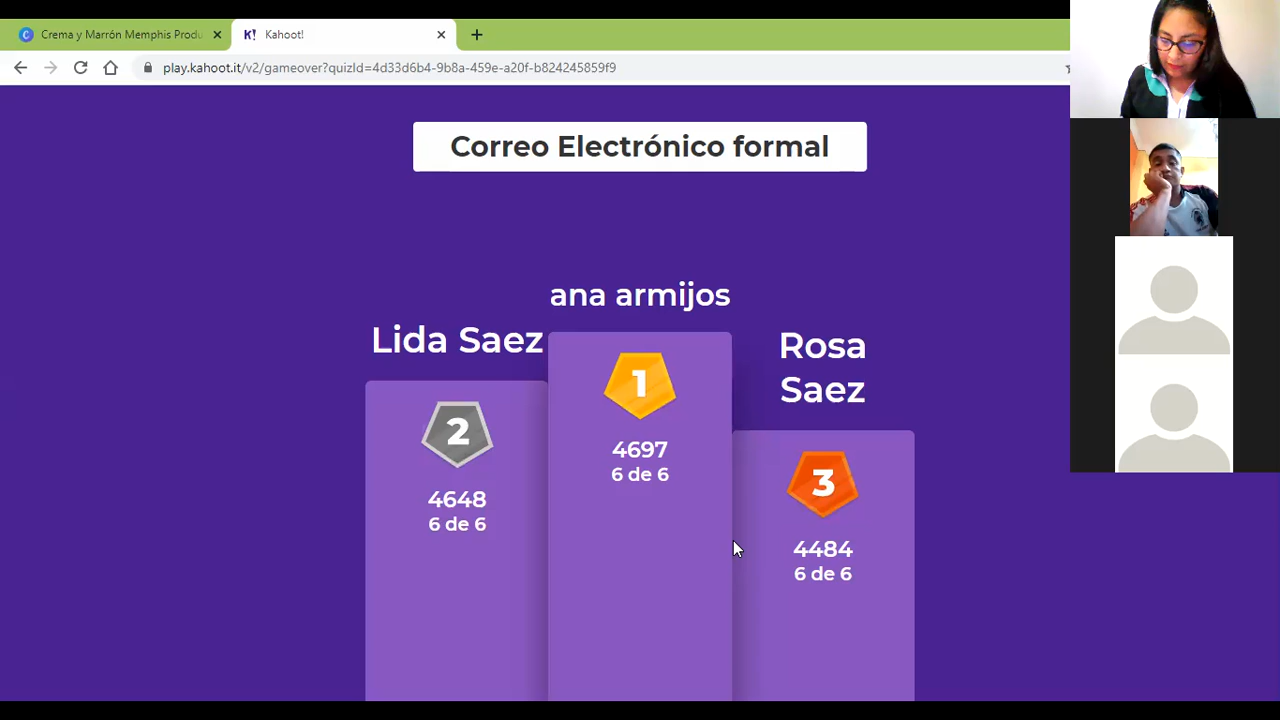 Crema y Marrón Memphis Produ
K! Kahoot!
play.kahoot.it/v2/gameover?quizId=4d33d6b4-9b8a-459e-a20f-b824245859f9
Correo Electrónico formal
ana armijos
Lida Saez
Rosa
Saez
1
4697
6 de 6
2
4648
6 de 6
3
4484
6 de 6